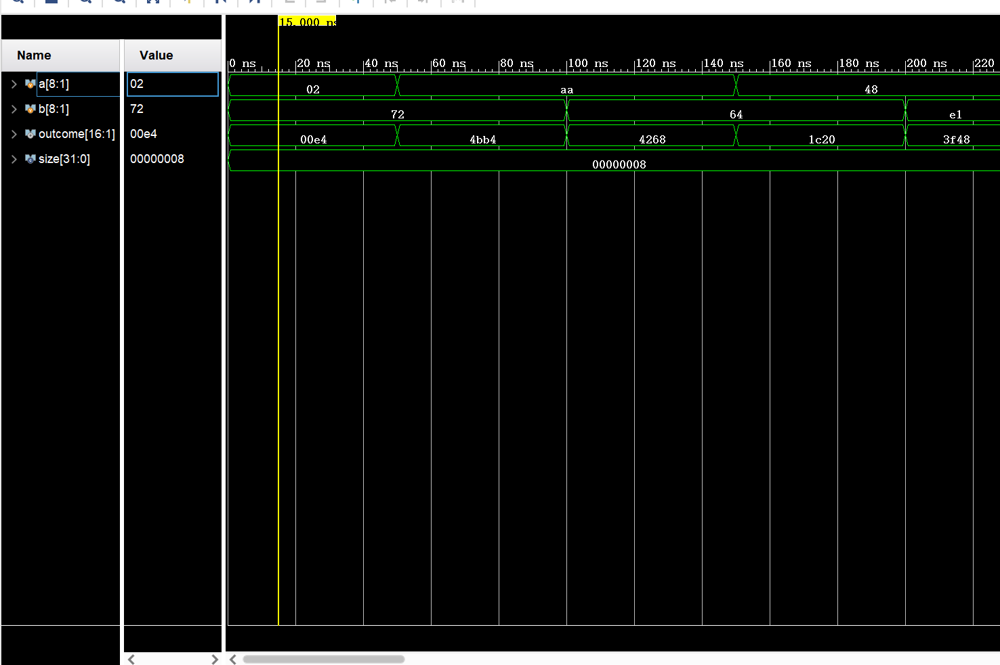 15.000 ns
Name Value
0 ns 20 ns 40 ns 60 ns 80 ns 100 ns 120 ns 140 ns 160 ns 180 ns 200 ns 220
a[8:1] 02 02 aa 48
b[8:1] 72 72 64 e1
outcome[16:1] 00e4 00e4 4bb4 4268 1c20 3f48
size[31:0] 00000008 00000008